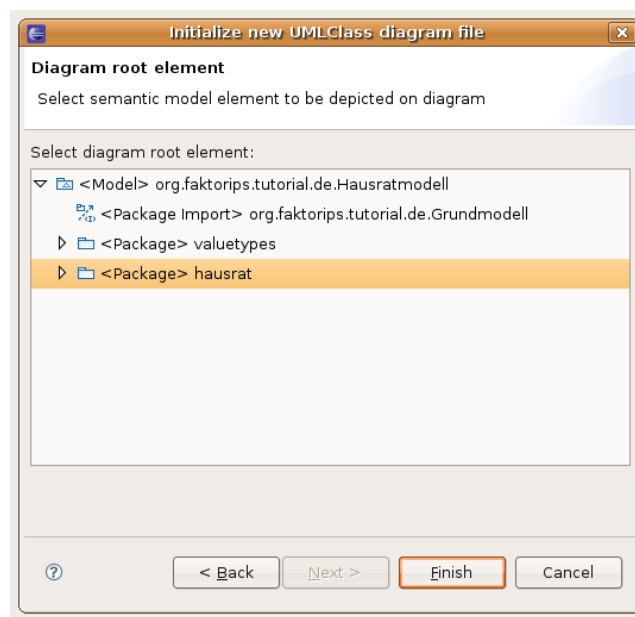 Initialize new UMLClass diagram file
Diagram root element
Select semantic model element to be depicted on diagram
Select diagram root element:
<Model> org.faktorips.tutorial.de.Hausratmodell
<Package Import> org.faktorips.tutorial.de.Grundmodell
<Package> valuetypes
<Package> hausrat
< Back Next > Finish Cancel